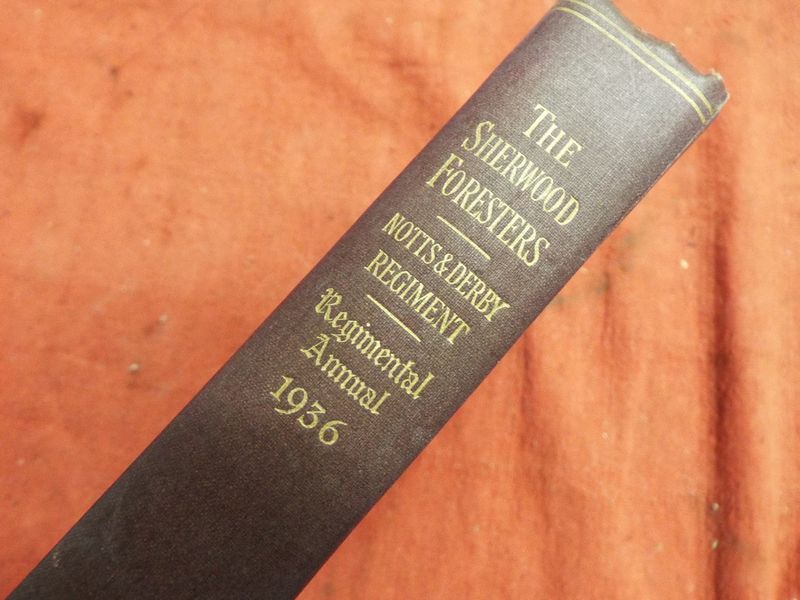 THE
SHERWOOD
FORESTERS
NOTTS & DERBY
REGIMENT
Regimental
Annual
1936